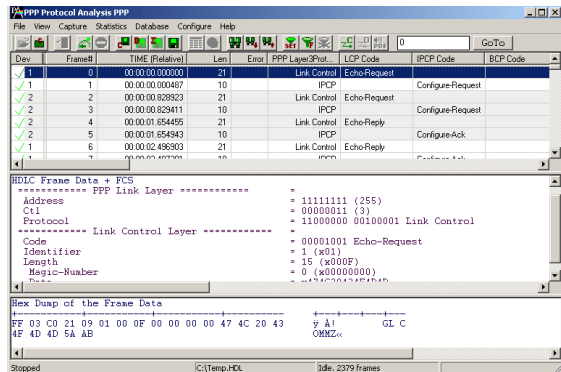 PPP Protocol Analysis PPP
File View Capture Statistics Database Configure Help
0 GoTo
Dev Frame# TIME (Relative) Len Error PPP Layer3Prot... LCP Code IPCP Code BCP Code
1 0 00:00:00.000000 21 Link Control Echo-Request
1 1 00:00:00.000487 10 IPCP Configure-Request
2 2 00:00:00.828923 21 Link Control Echo-Request
2 3 00:00:00.829411 10 IPCP Configure-Request
2 4 00:00:01.654455 21 Link Control Echo-Reply
2 5 00:00:01.654943 10 IPCP Configure-Ack
1 6 00:00:02.496903 21 Link Control Echo-Reply
HDLC Frame Data + FCS
============ PPP Link Layer ============ =
Address = 11111111 (255)
Ctl = 00000011 (3)
Protocol = 11000000 00100001 Link Control
============ Link Control Layer ============ =
Code = 00001001 Echo-Request
Identifier = 1 (x01)
Length = 15 (x000F)
Magic-Number = 0 (x00000000)
Hex Dump of the Frame Data
FF 03 C0 21 09 01 00 0F 00 00 00 00 47 4C 20 43 ÿ À! GL C
4F 4D 4D 5A AB OMMZ«
Stopped C:\Temp.HDL Idle. 2379 frames